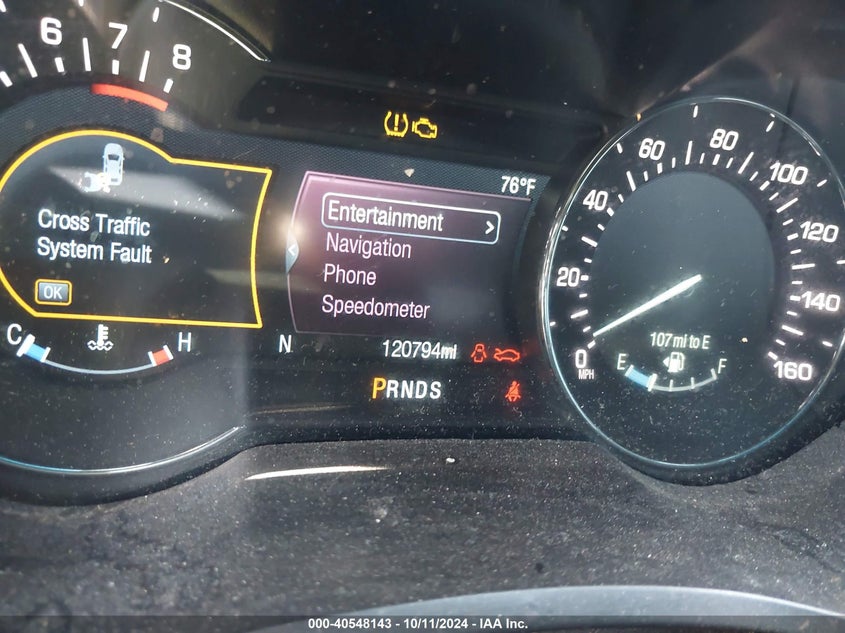 6
7
8
76°F
Cross Traffic
System Fault
OK
Entertainment >
Navigation
Phone
Speedometer
C
H
N
120794mi
PRNDS
0
20
40
60
80
100
120
140
160
MPH
107 mi to E
E
F
000-40548143 - 10/11/2024 - IAA Inc.